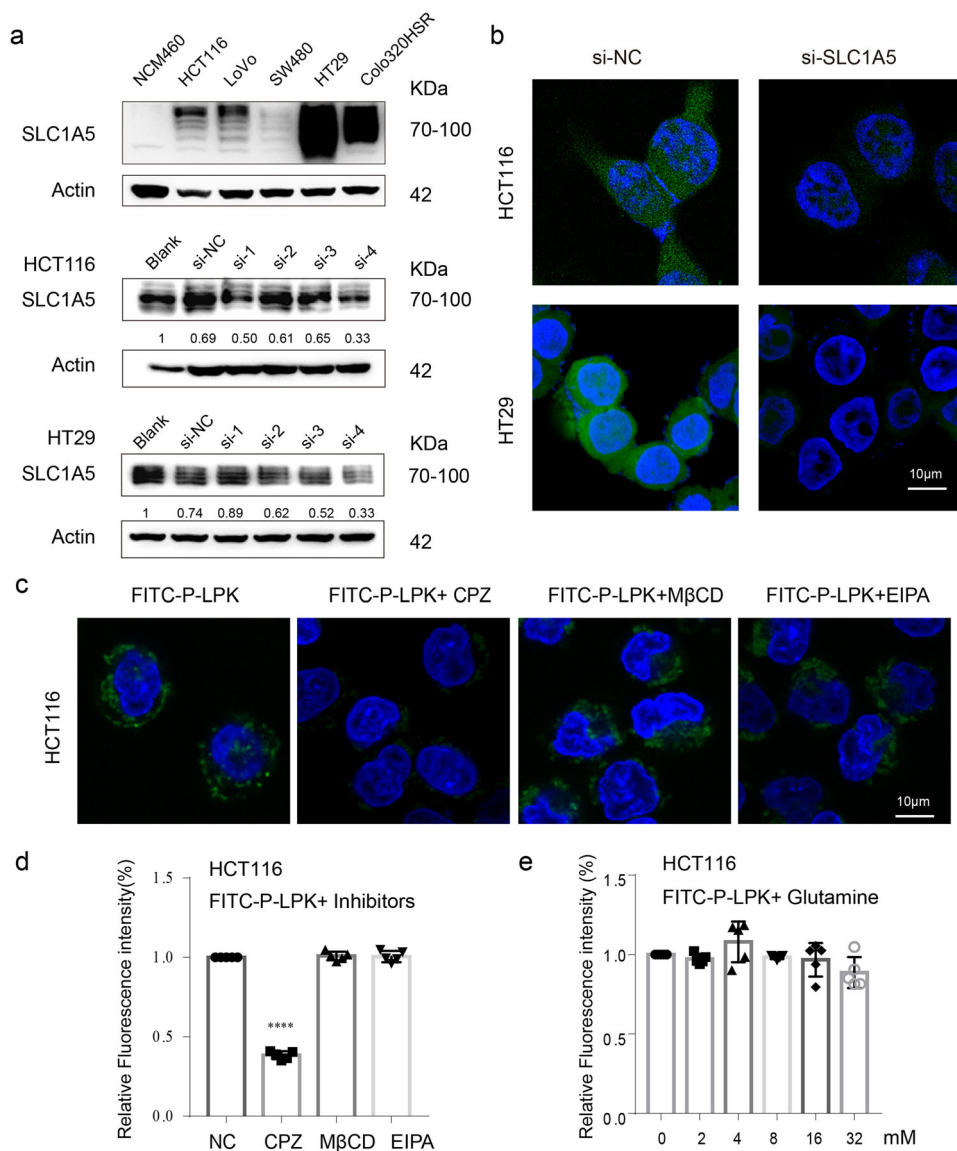 a
NCM460
HCT116
LoVo
SW480
HT29
Colo320HSR
KDa
SLC1A5
70-100
Actin
42
HCT116
Blank
si-NC
si-1
si-2
si-3
si-4
KDa
SLC1A5
70-100
1 0.69 0.50 0.61 0.65 0.33
Actin
42
HT29
Blank
si-NC
si-1
si-2
si-3
si-4
KDa
SLC1A5
70-100
1 0.74 0.89 0.62 0.52 0.33
Actin
42
b
si-NC si-SLC1A5
HCT116
HT29
10μm
c
FITC-P-LPK FITC-P-LPK+ CPZ FITC-P-LPK+MβCD FITC-P-LPK+EIPA
HCT116
10μm
d
HCT116
FITC-P-LPK+ Inhibitors
Relative Fluorescence intensity(%)
1.5
1.0
0.5
0.0
****
NC CPZ MβCD EIPA
e
HCT116
FITC-P-LPK+ Glutamine
Relative Fluorescence intensity (%)
1.5
1.0
0.5
0.0
0 2 4 8 16 32 mM